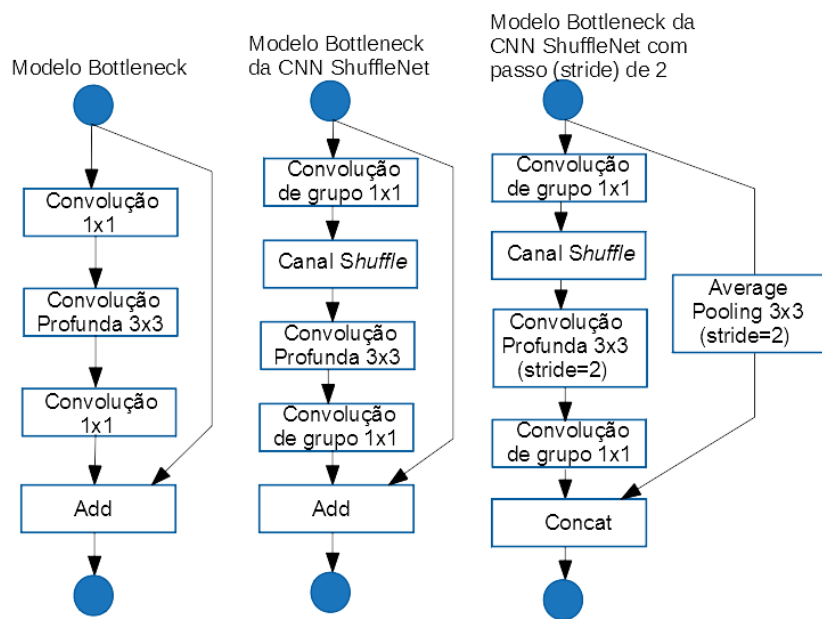 Modelo Bottleneck
Convolução
1x1
Convolução
Profunda 3x3
Convolução
1x1
Add
Modelo Bottleneck
da CNN ShuffleNet
Convolução
de grupo 1x1
Canal Shuffle
Convolução
Profunda 3x3
Convolução
de grupo 1x1
Add
Modelo Bottleneck da
CNN ShuffleNet com
passo (stride) de 2
Convolução
de grupo 1x1
Canal Shuffle
Convolução
Profunda 3x3
(stride=2)
Convolução
de grupo 1x1
Average
Pooling 3x3
(stride=2)
Concat